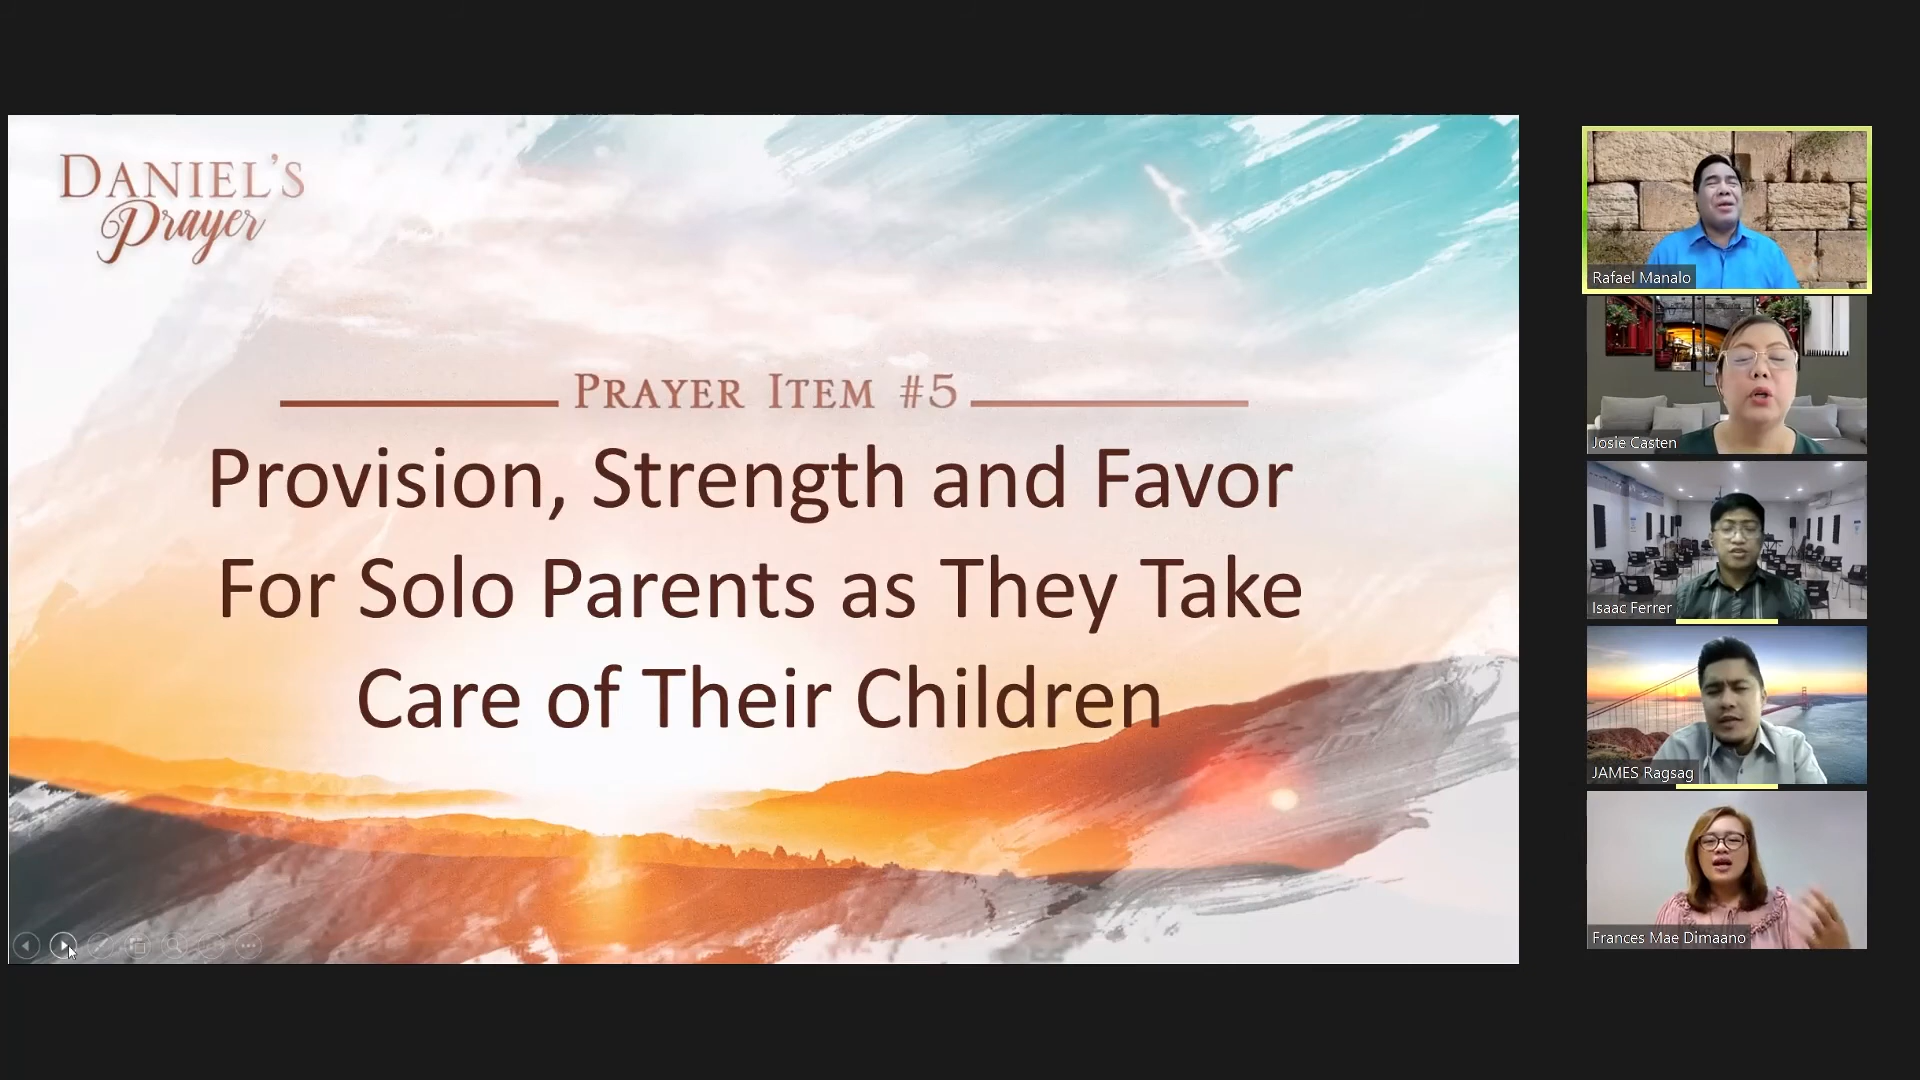 DANIEL'S
Prayer
PRAYER ITEM #5
Provision, Strength and Favor
For Solo Parents as They Take
Care of Their Children
Rafael Manalo
Josie Casten
Isaac Ferrer
JAMES Ragsag
Frances Mae Dimaano